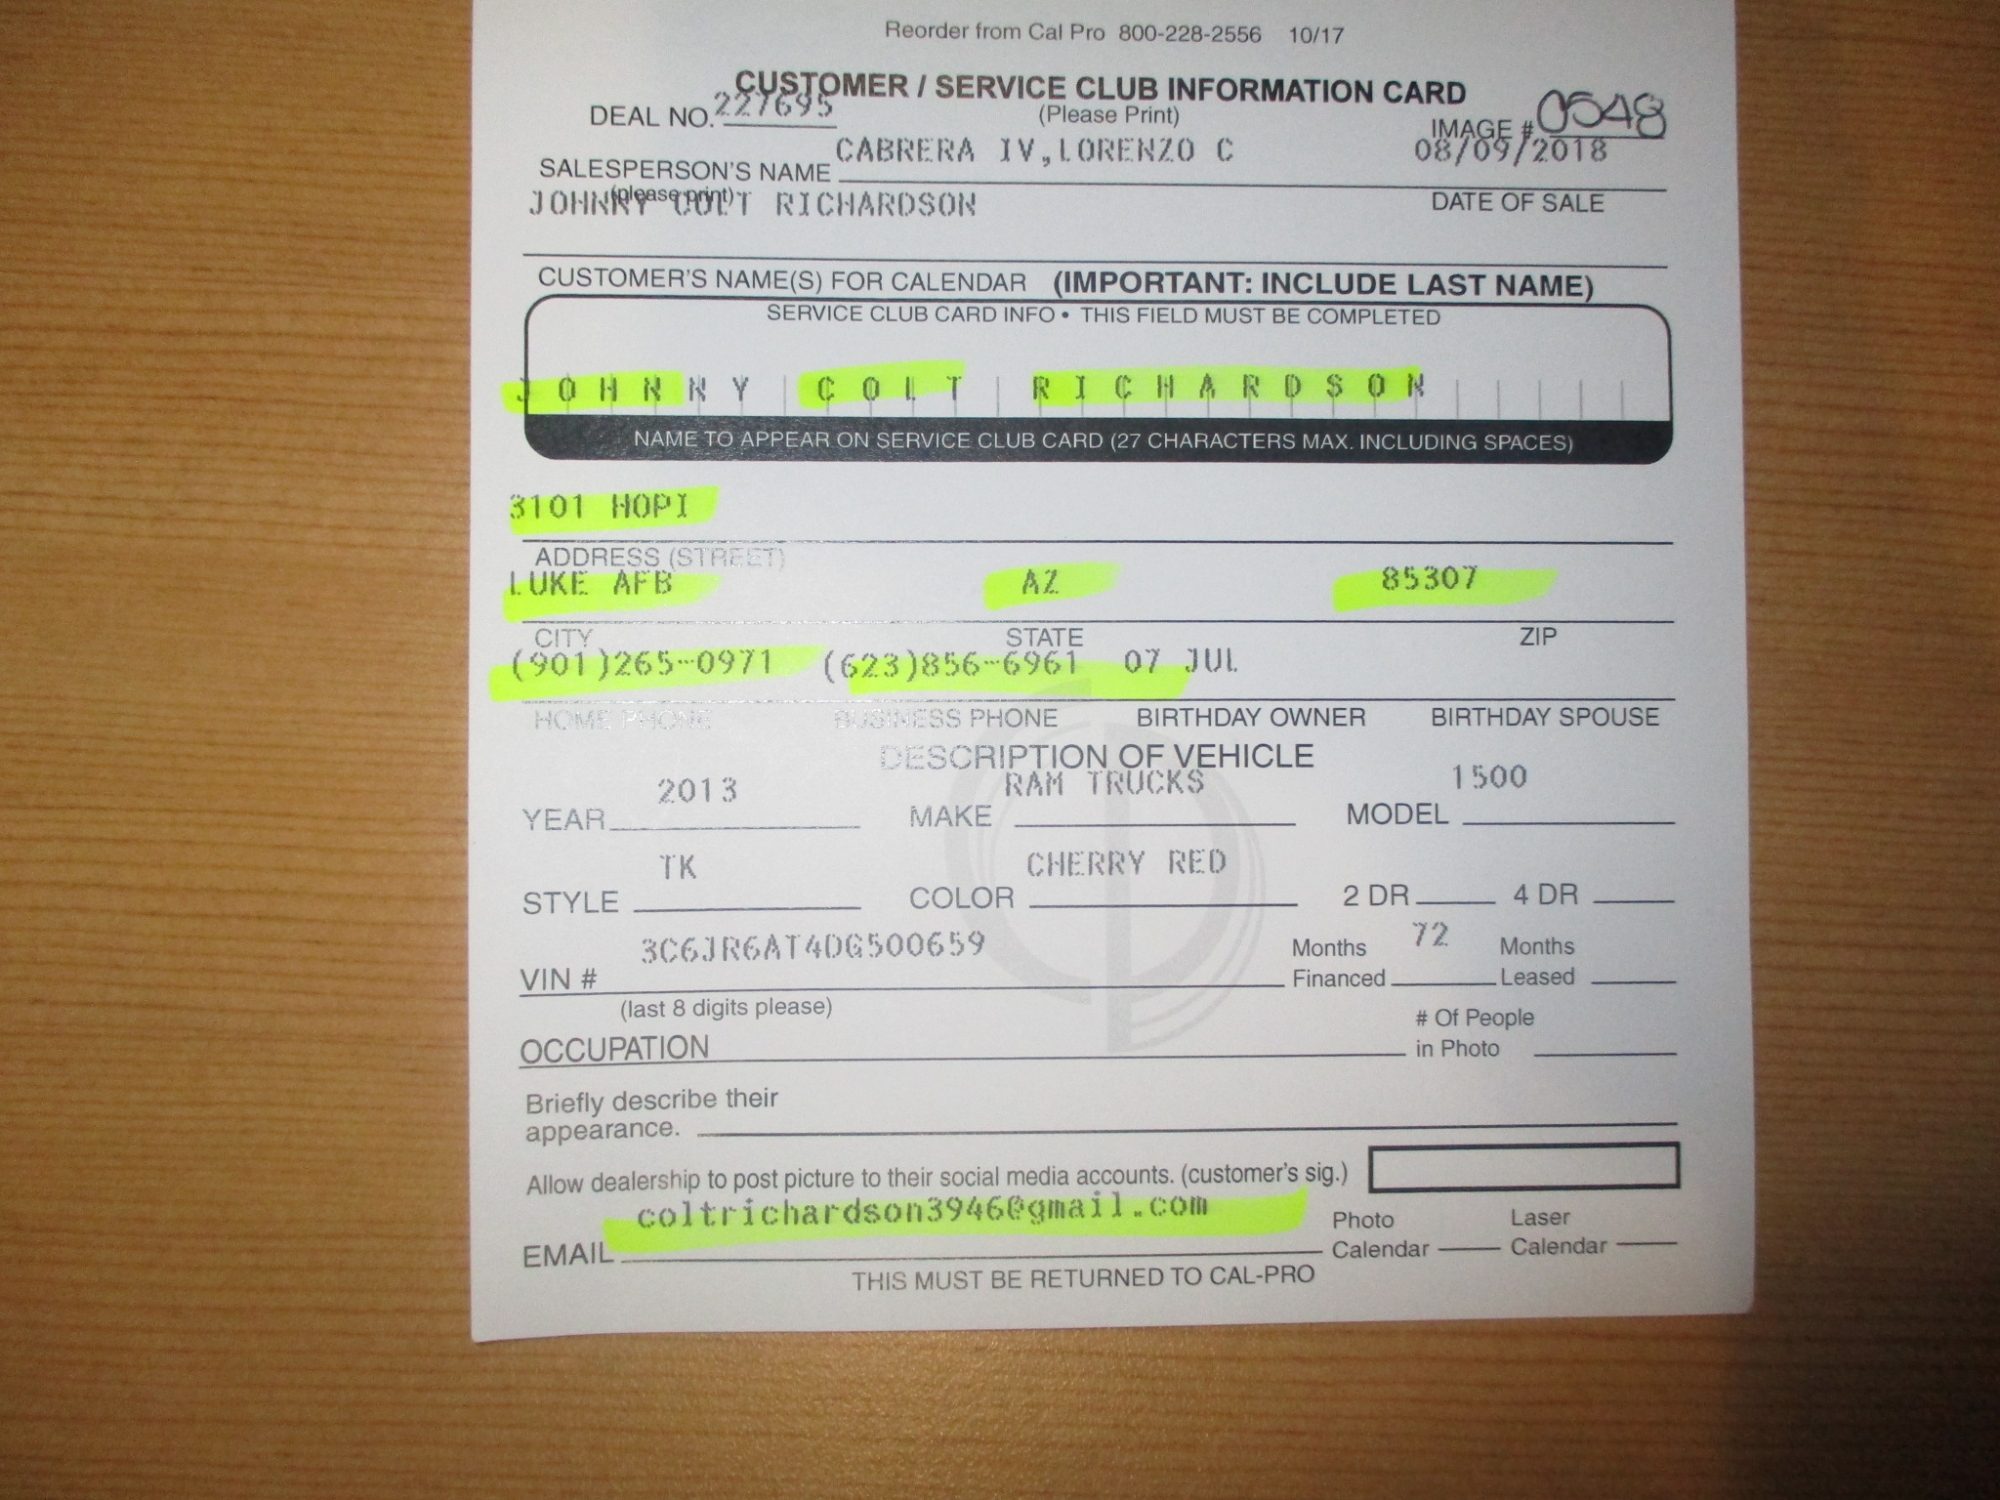 Reorder from Cal Pro 800-228-2556 10/17
CUSTOMER / SERVICE CLUB INFORMATION CARD
DEAL NO. 227695 (Please Print) IMAGE # 0548
SALESPERSON'S NAME CABRERA IV,LORENZO C 08/09/2018
(please print) DATE OF SALE
JOHNNY COLT RICHARDSON
CUSTOMER'S NAME(S) FOR CALENDAR (IMPORTANT: INCLUDE LAST NAME)
SERVICE CLUB CARD INFO • THIS FIELD MUST BE COMPLETED
JOHNNY COLT RICHARDSON
NAME TO APPEAR ON SERVICE CLUB CARD (27 CHARACTERS MAX. INCLUDING SPACES)
3101 HOPI
ADDRESS (STREET)
LUKE AFB AZ 85307
CITY STATE ZIP
(901)265-0971 (623)856-6961 07 JUL
HOME PHONE BUSINESS PHONE BIRTHDAY OWNER BIRTHDAY SPOUSE
DESCRIPTION OF VEHICLE
2013 RAM TRUCKS 1500
YEAR MAKE MODEL
TK CHERRY RED
STYLE COLOR 2 DR 4 DR
3C6JR6AT4DG500659 Months 72 Months
VIN # Financed Leased
(last 8 digits please)
# Of People
OCCUPATION in Photo
Briefly describe their
appearance.
Allow dealership to post picture to their social media accounts. (customer's sig.)
coltrichardson3946@gmail.com Photo Laser
EMAIL Calendar Calendar
THIS MUST BE RETURNED TO CAL-PRO